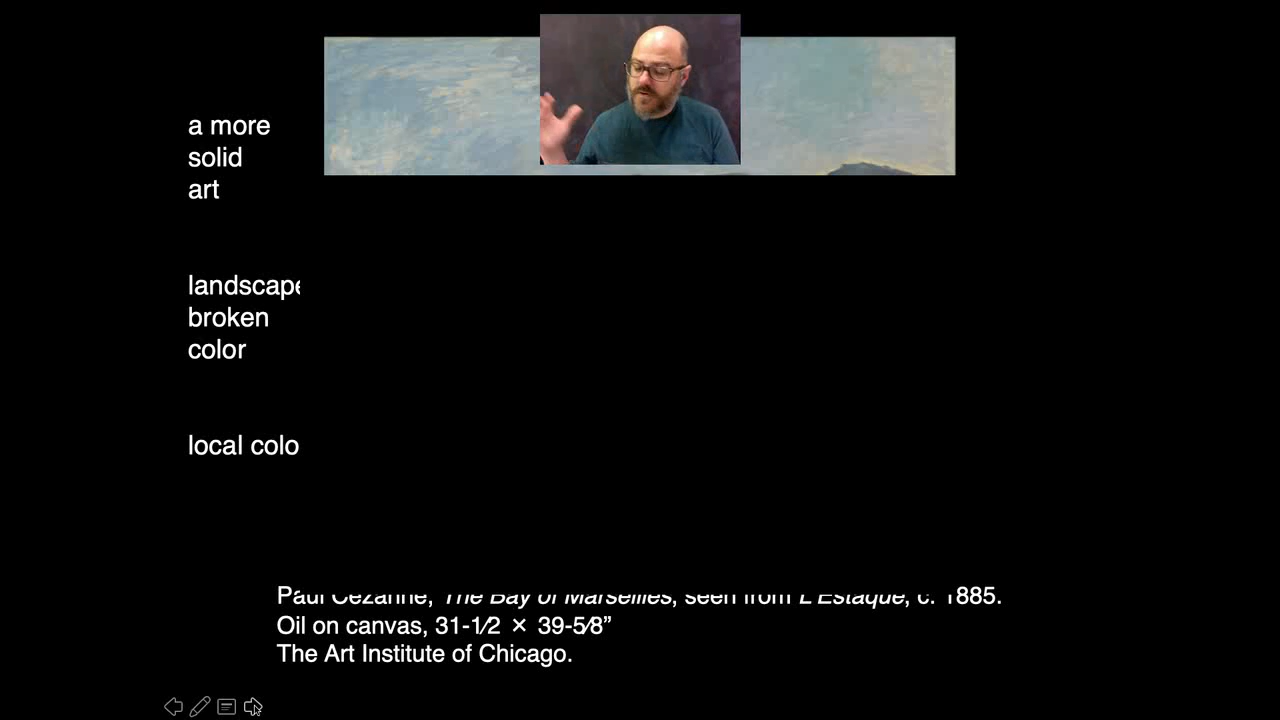 a more
solid
art
landscape
broken
color
local colo
Paul Cezanne, The Bay of Marseilles, seen from L'Estaque, c. 1885.
Oil on canvas, 31-1⁄2 × 39-5⁄8”
The Art Institute of Chicago.